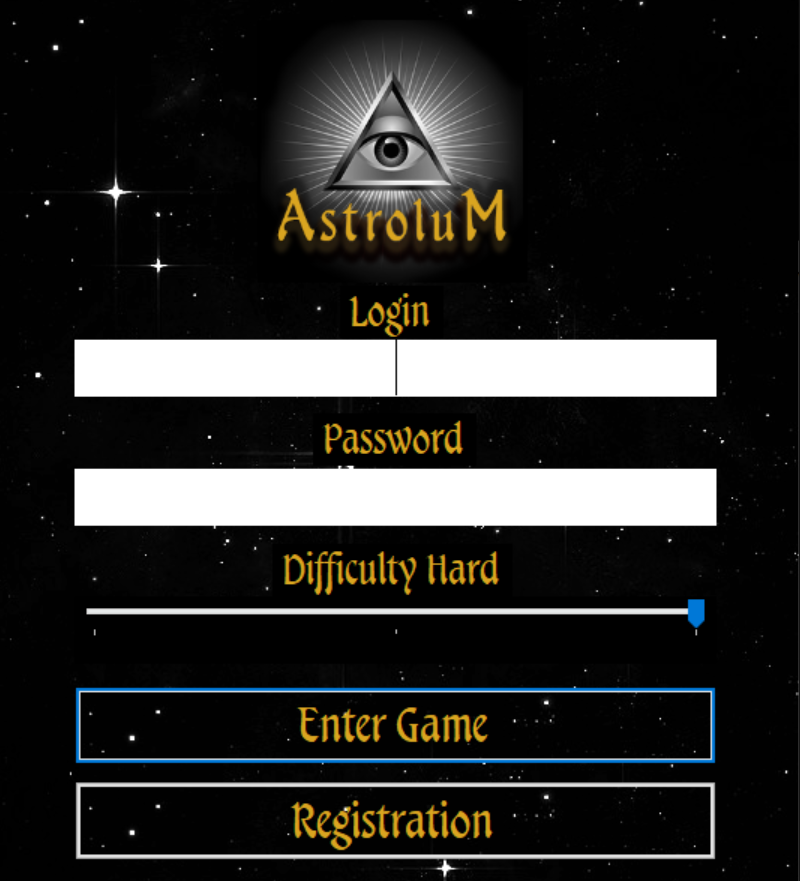 AstroluM
Login
Password
Difficulty Hard
Enter Game
Registration